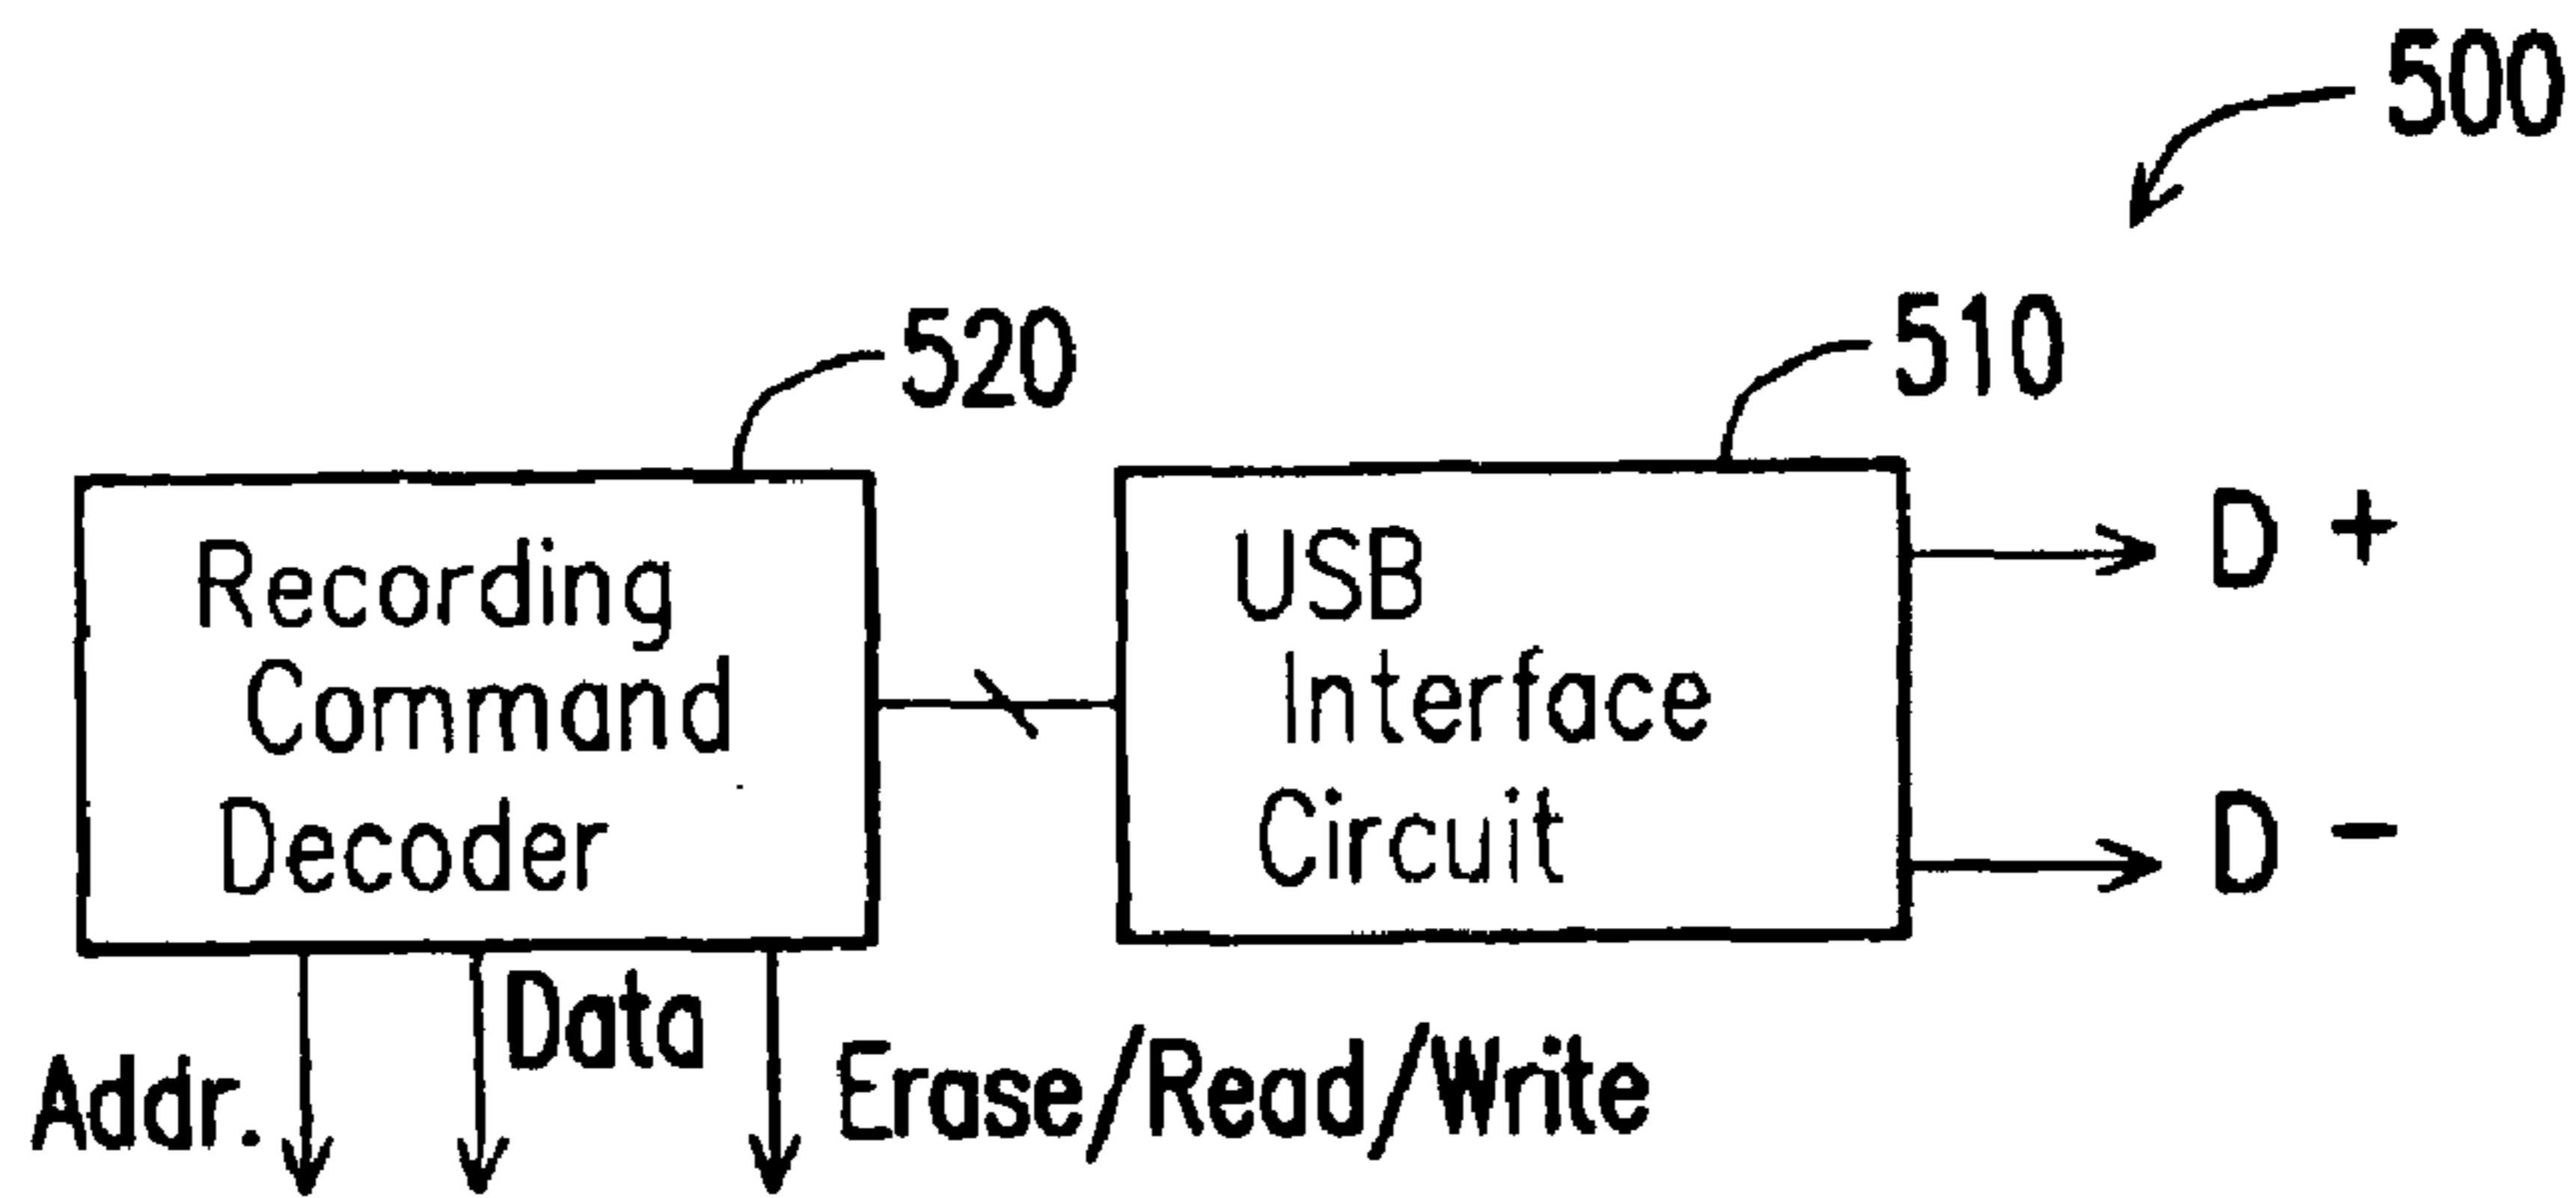 500
520
510
Recording
Command
Decoder
USB
Interface
Circuit
D +
D −
Addr.
Data
Erase/Read/Write